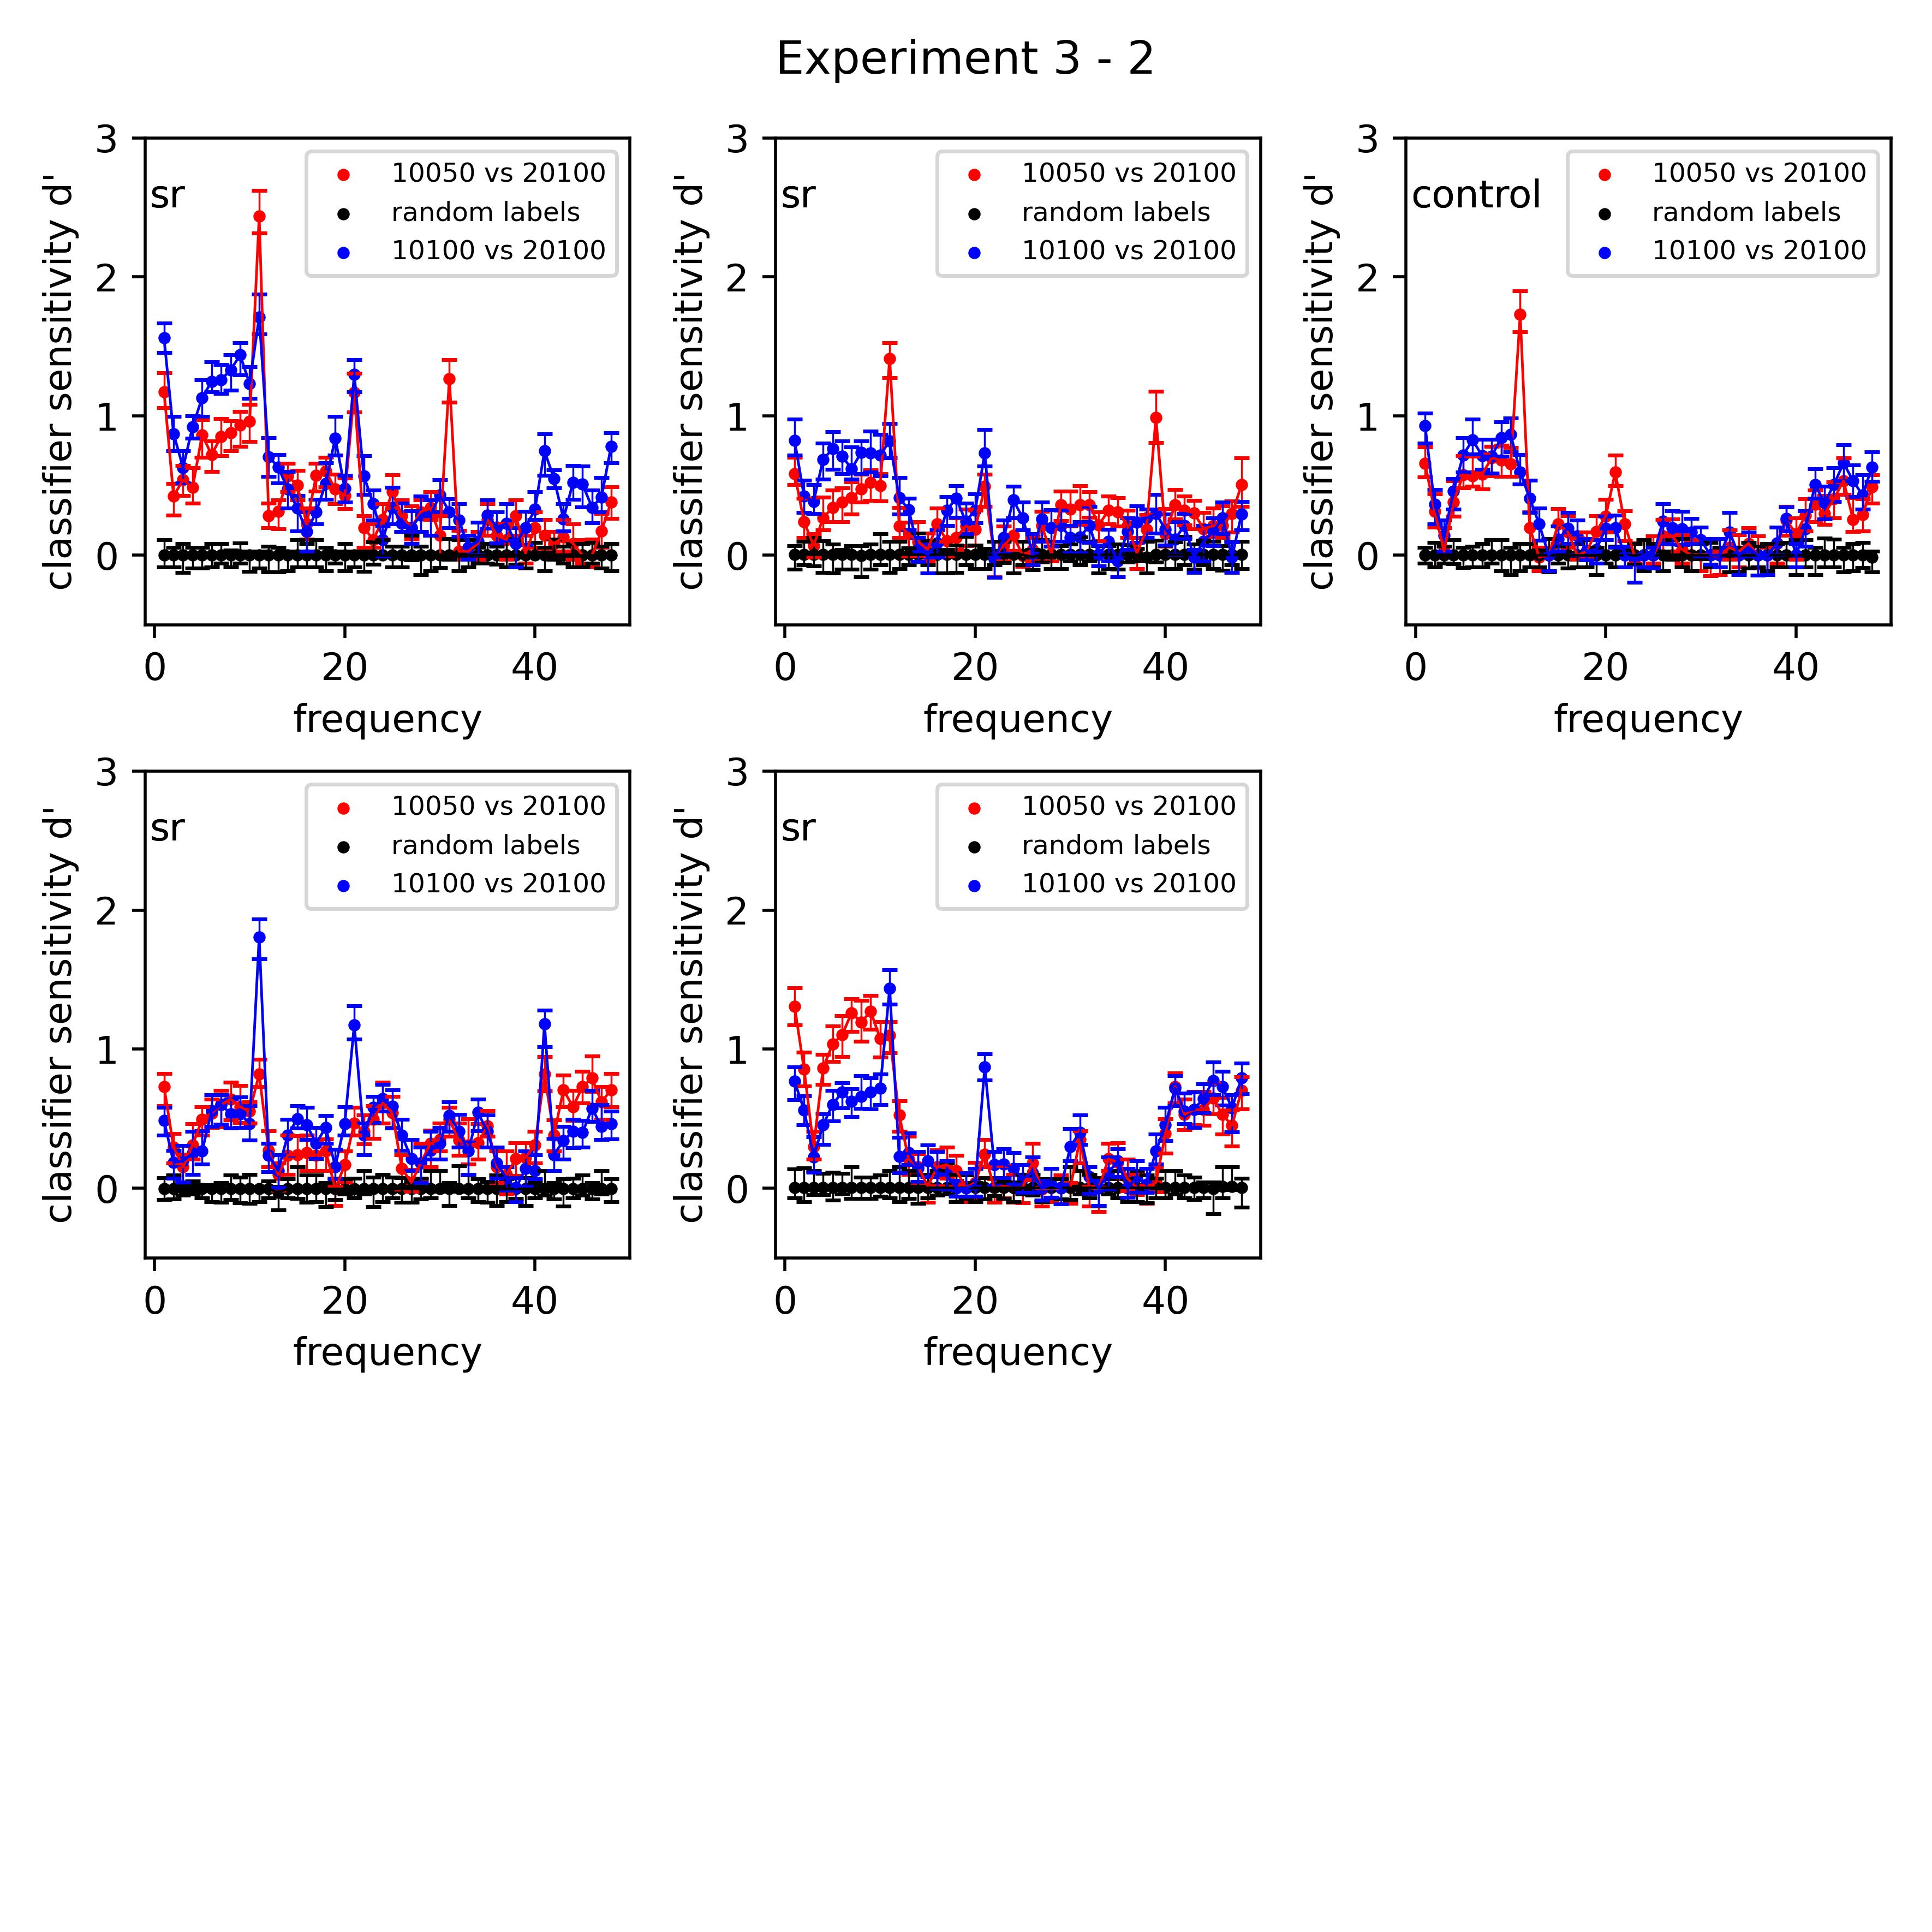 Experiment 3 - 2
3
2
1
0
classifier sensitivity d'
sr
10050 vs 20100
random labels
10100 vs 20100
0 20 40
frequency
3
2
1
0
classifier sensitivity d'
sr
10050 vs 20100
random labels
10100 vs 20100
0 20 40
frequency
3
2
1
0
classifier sensitivity d'
control
10050 vs 20100
random labels
10100 vs 20100
0 20 40
frequency
3
2
1
0
classifier sensitivity d'
sr
10050 vs 20100
random labels
10100 vs 20100
0 20 40
frequency
3
2
1
0
classifier sensitivity d'
sr
10050 vs 20100
random labels
10100 vs 20100
0 20 40
frequency